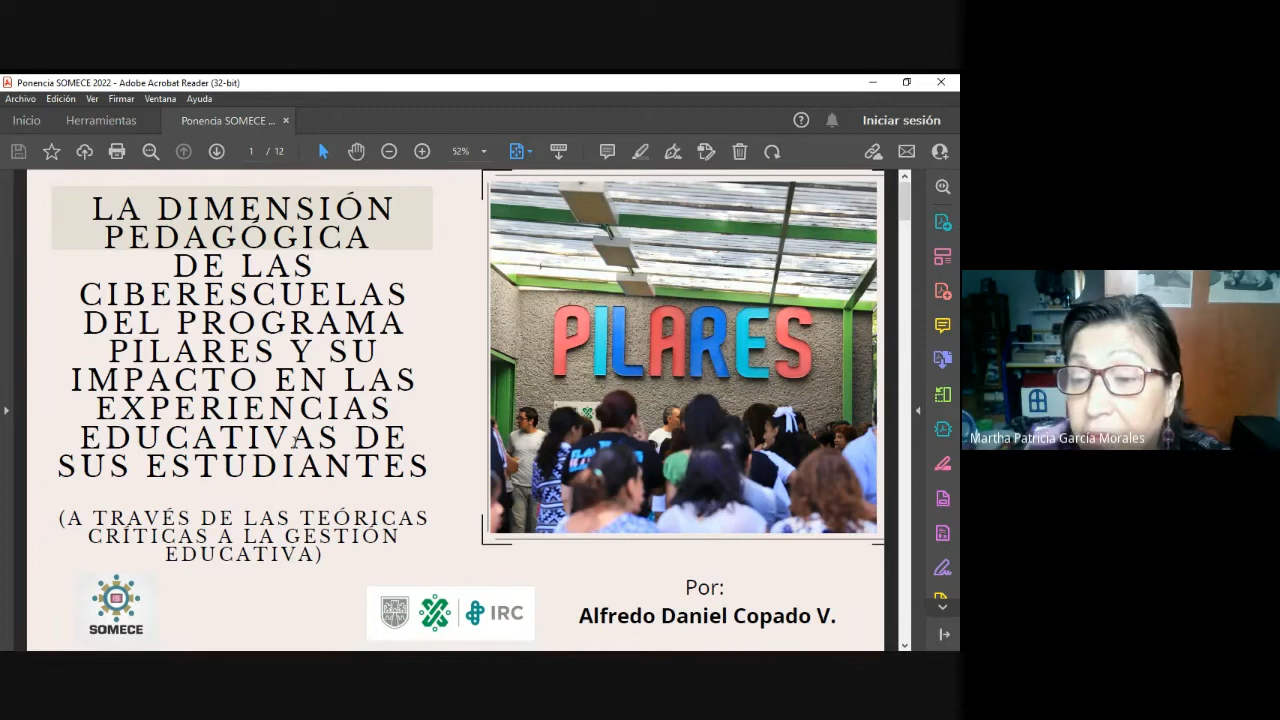 Ponencia SOMECE 2022 - Adobe Acrobat Reader (32-bit)
Archivo Edición Ver Firmar Ventana Ayuda
Inicio Herramientas Ponencia SOMECE ... × Iniciar sesión
1 / 12 52%
LA DIMENSIÓN
PEDAGÓGICA
DE LAS
CIBERESCUELAS
DEL PROGRAMA
PILARES Y SU
IMPACTO EN LAS
EXPERIENCIAS
EDUCATIVAS DE
SUS ESTUDIANTES
(A TRAVÉS DE LAS TEÓRICAS
CRÍTICAS A LA GESTIÓN
EDUCATIVA)
SOMECE
IRC
PILARES
Por:
Alfredo Daniel Copado V.
Martha Patricia García Morales